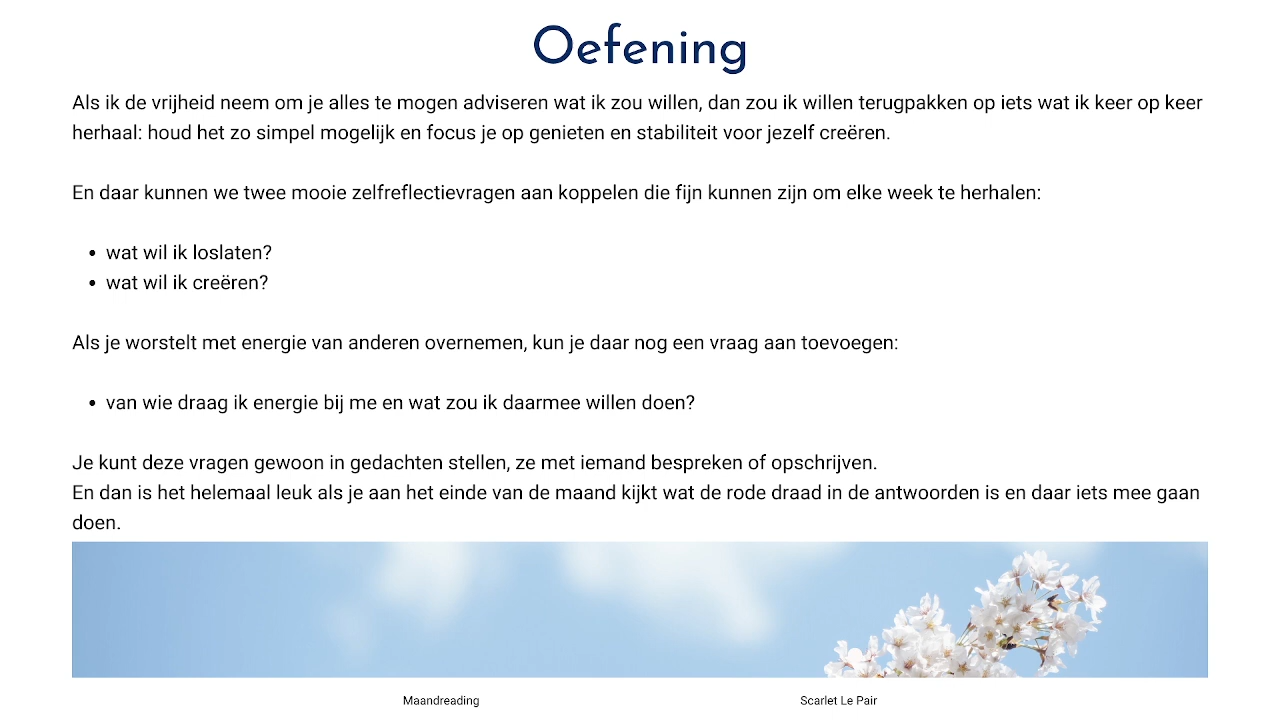 Oefening
Als ik de vrijheid neem om je alles te mogen adviseren wat ik zou willen, dan zou ik willen terugpakken op iets wat ik keer op keer
herhaal: houd het zo simpel mogelijk en focus je op genieten en stabiliteit voor jezelf creëren.
En daar kunnen we twee mooie zelfreflectievragen aan koppelen die fijn kunnen zijn om elke week te herhalen:
• wat wil ik loslaten?
• wat wil ik creëren?
Als je worstelt met energie van anderen overnemen, kun je daar nog een vraag aan toevoegen:
• van wie draag ik energie bij me en wat zou ik daarmee willen doen?
Je kunt deze vragen gewoon in gedachten stellen, ze met iemand bespreken of opschrijven.
En dan is het helemaal leuk als je aan het einde van de maand kijkt wat de rode draad in de antwoorden is en daar iets mee gaan
doen.
Maandreading
Scarlet Le Pair